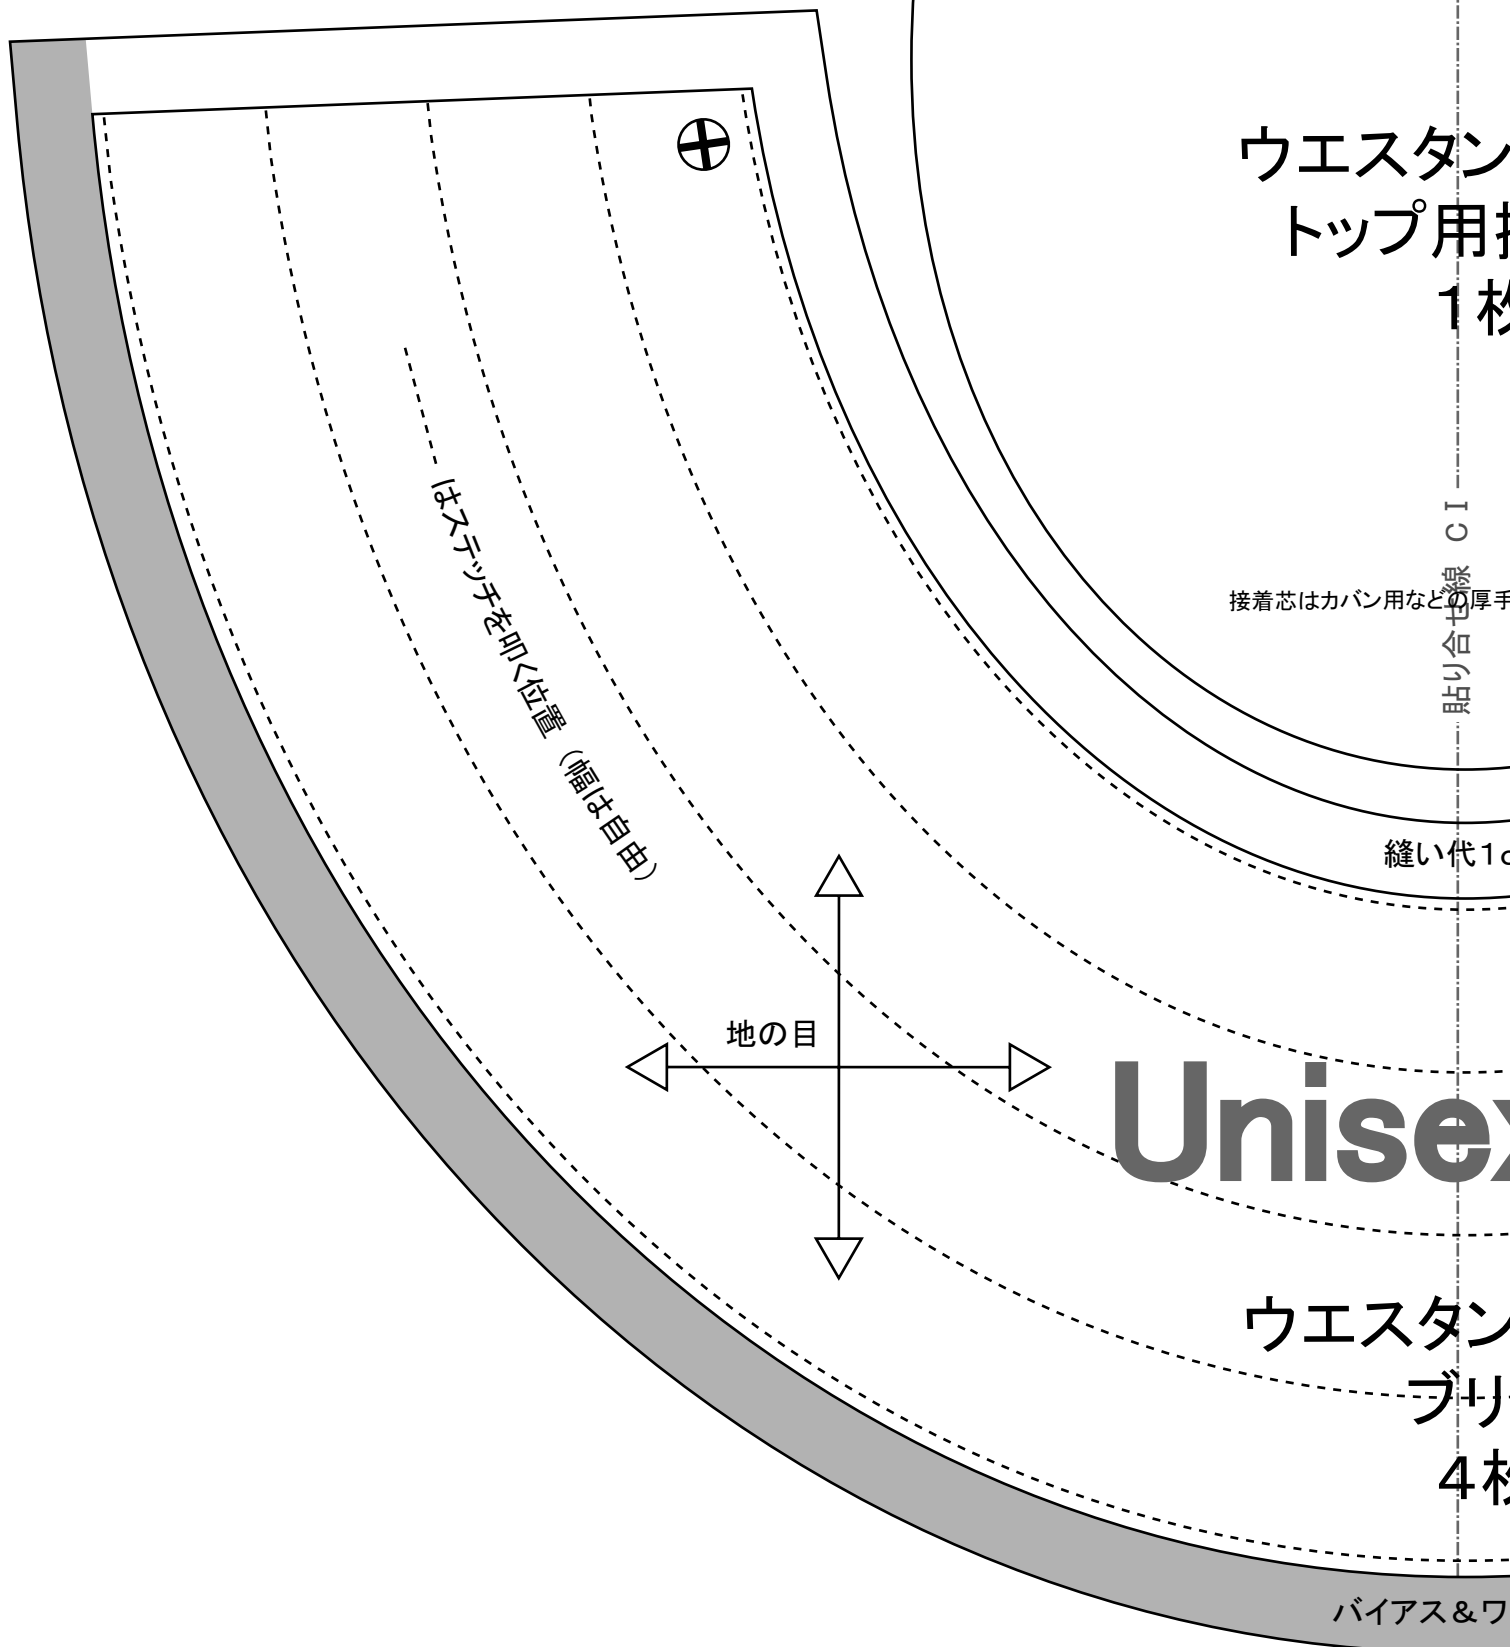 ウエスタン
トップ用
1枚
貼り合せ線 CI
接着芯はカバン用などの厚手
はステッチを叩く位置（幅は自由）
縫い代1c
地の目
Unisex
ウエスタン
ブリ
4枚
バイアス＆ワ